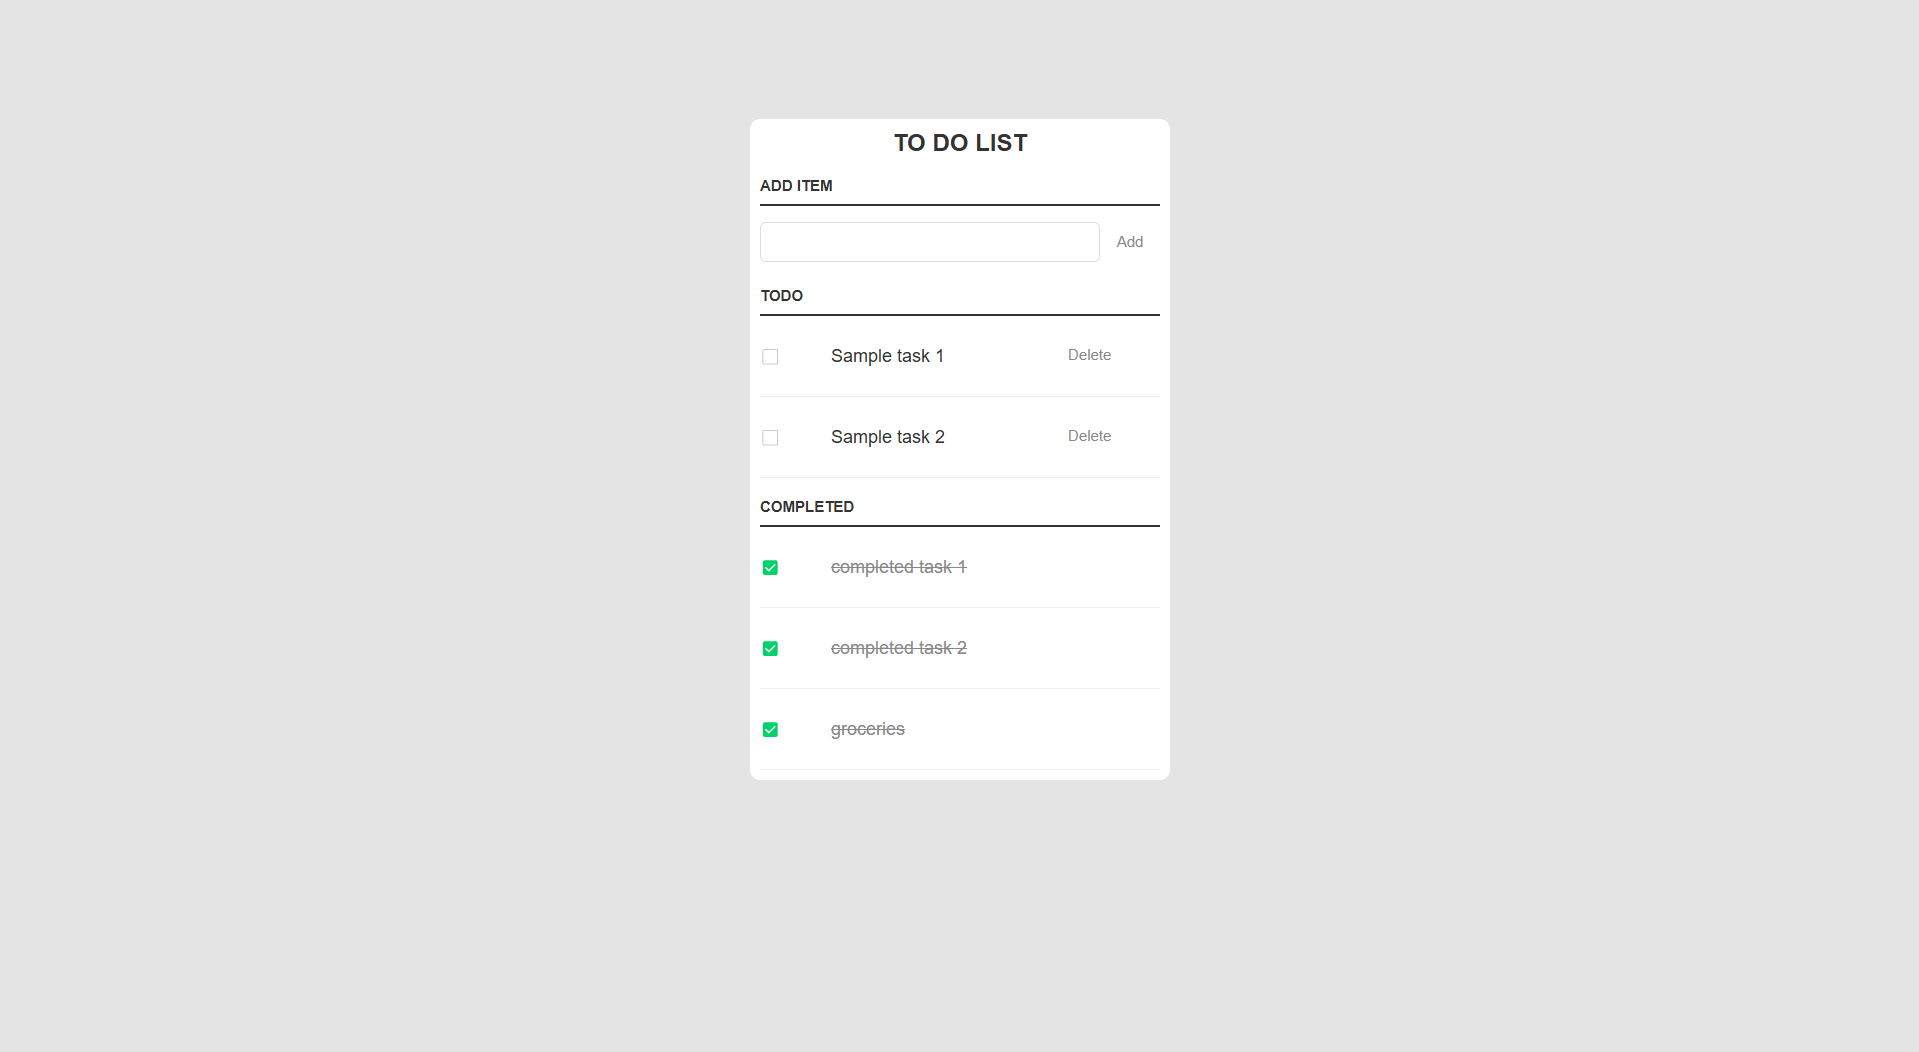 TO DO LIST
ADD ITEM
Add
TODO
Sample task 1 Delete
Sample task 2 Delete
COMPLETED
completed task 1
completed task 2
groceries